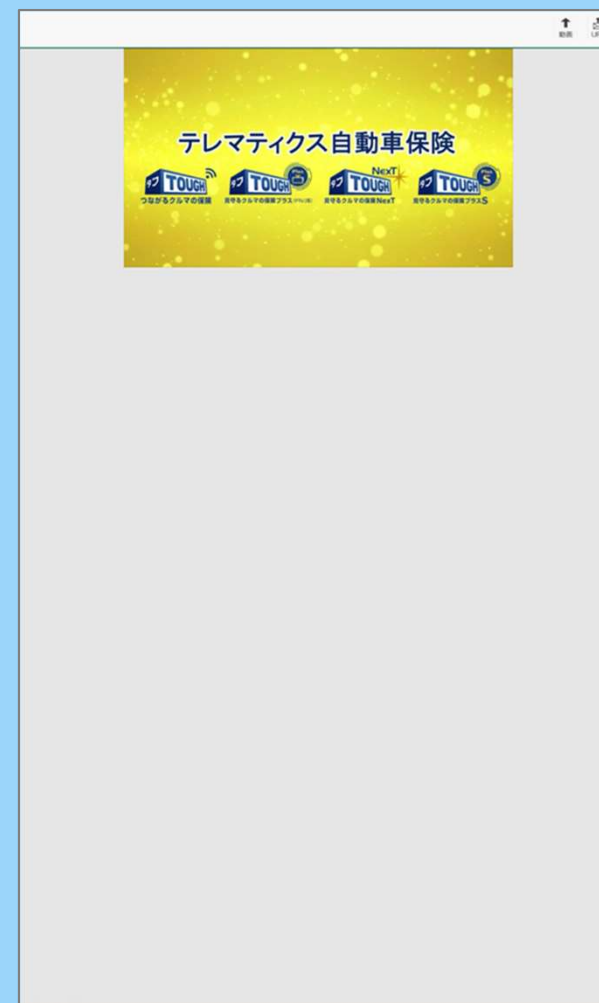 動画
テレマティクス自動車保険
タフ TOUGH
つながるクルマの保険
タフ TOUGH
見守るクルマの保険プラス
タフ TOUGH NexT
見守るクルマの保険NexT
タフ TOUGH S
見守るクルマの保険プラスS